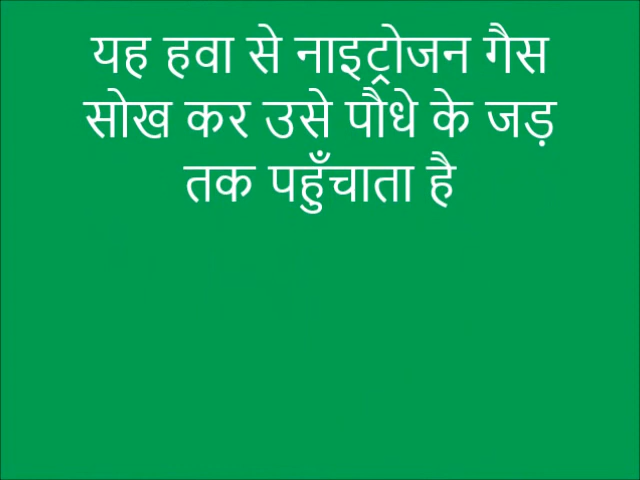 यह हवा से नाइट्रोजन गैस
सोख कर उसे पौधे के जड़
तक पहुँचाता है